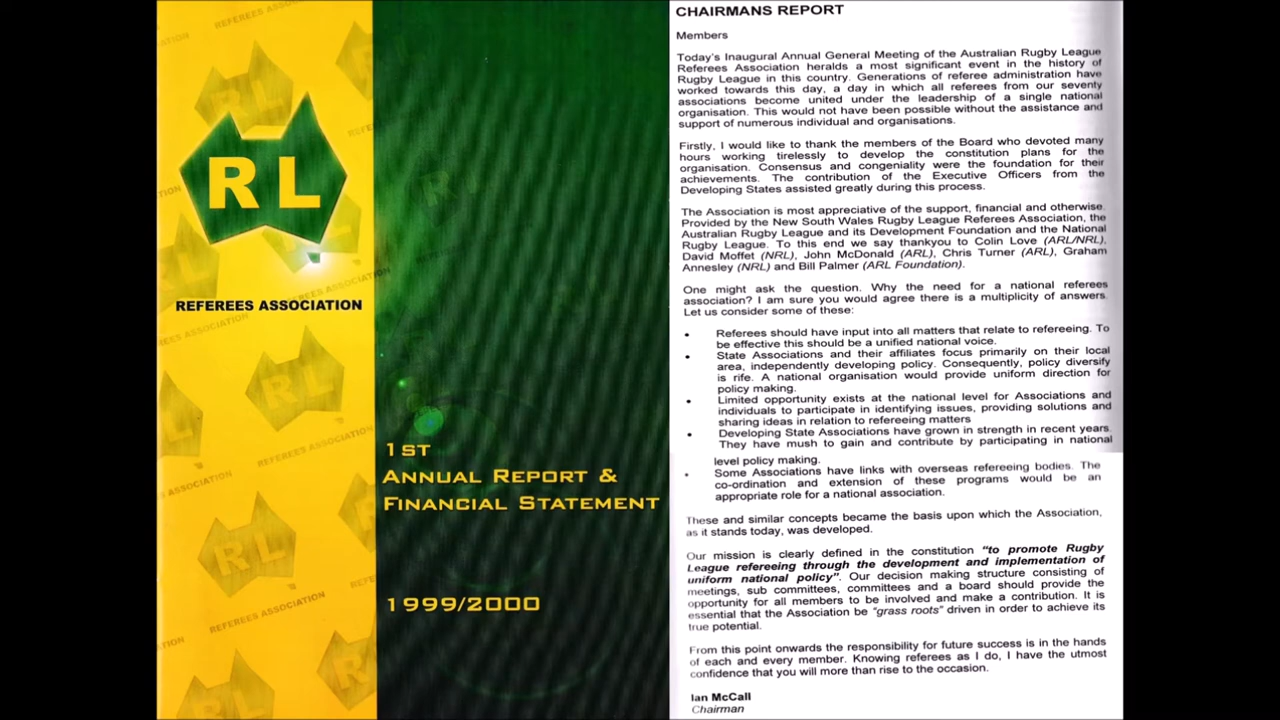 REFEREES ASSOCIATION
R L
REFEREES ASSOCIATION
1ST
ANNUAL REPORT &
FINANCIAL STATEMENT
1999/2000
CHAIRMANS REPORT
Members
Today's Inaugural Annual General Meeting of the Australian Rugby League
Referees Association heralds a most significant event in the history of
Rugby League in this country. Generations of referee administration have
worked towards this day, a day in which all referees from our seventy
associations become united under the leadership of a single national
organisation. This would not have been possible without the assistance and
support of numerous individual and organisations.
Firstly, I would like to thank the members of the Board who devoted many
hours working tirelessly to develop the constitution plans for the
organisation. Consensus and congeniality were the foundation for their
achievements. The contribution of the Executive Officers from the
Developing States assisted greatly during this process.
The Association is most appreciative of the support, financial and otherwise.
Provided by the New South Wales Rugby League Referees Association, the
Australian Rugby League and its Development Foundation and the National
Rugby League. To this end we say thankyou to Colin Love (ARL/NRL),
David Moffet (NRL), John McDonald (ARL), Chris Turner (ARL), Graham
Annesley (NRL) and Bill Palmer (ARL Foundation).
One might ask the question. Why the need for a national referees
association? I am sure you would agree there is a multiplicity of answers.
Let us consider some of these:
• Referees should have input into all matters that relate to refereeing. To
be effective this should be a unified national voice.
• State Associations and their affiliates focus primarily on their local
area, independently developing policy. Consequently, policy diversify
is rife. A national organisation would provide uniform direction for
policy making.
• Limited opportunity exists at the national level for Associations and
individuals to participate in identifying issues, providing solutions and
sharing ideas in relation to refereeing matters
• Developing State Associations have grown in strength in recent years.
They have mush to gain and contribute by participating in national
level policy making.
• Some Associations have links with overseas refereeing bodies. The
co-ordination and extension of these programs would be an
appropriate role for a national association.
These and similar concepts became the basis upon which the Association,
as it stands today, was developed.
Our mission is clearly defined in the constitution "to promote Rugby
League refereeing through the development and implementation of
uniform national policy". Our decision making structure consisting of
meetings, sub committees, committees and a board should provide the
opportunity for all members to be involved and make a contribution. It is
essential that the Association be "grass roots" driven in order to achieve its
true potential.
From this point onwards the responsibility for future success is in the hands
of each and every member. Knowing referees as I do, I have the utmost
confidence that you will more than rise to the occasion.
Ian McCall
Chairman